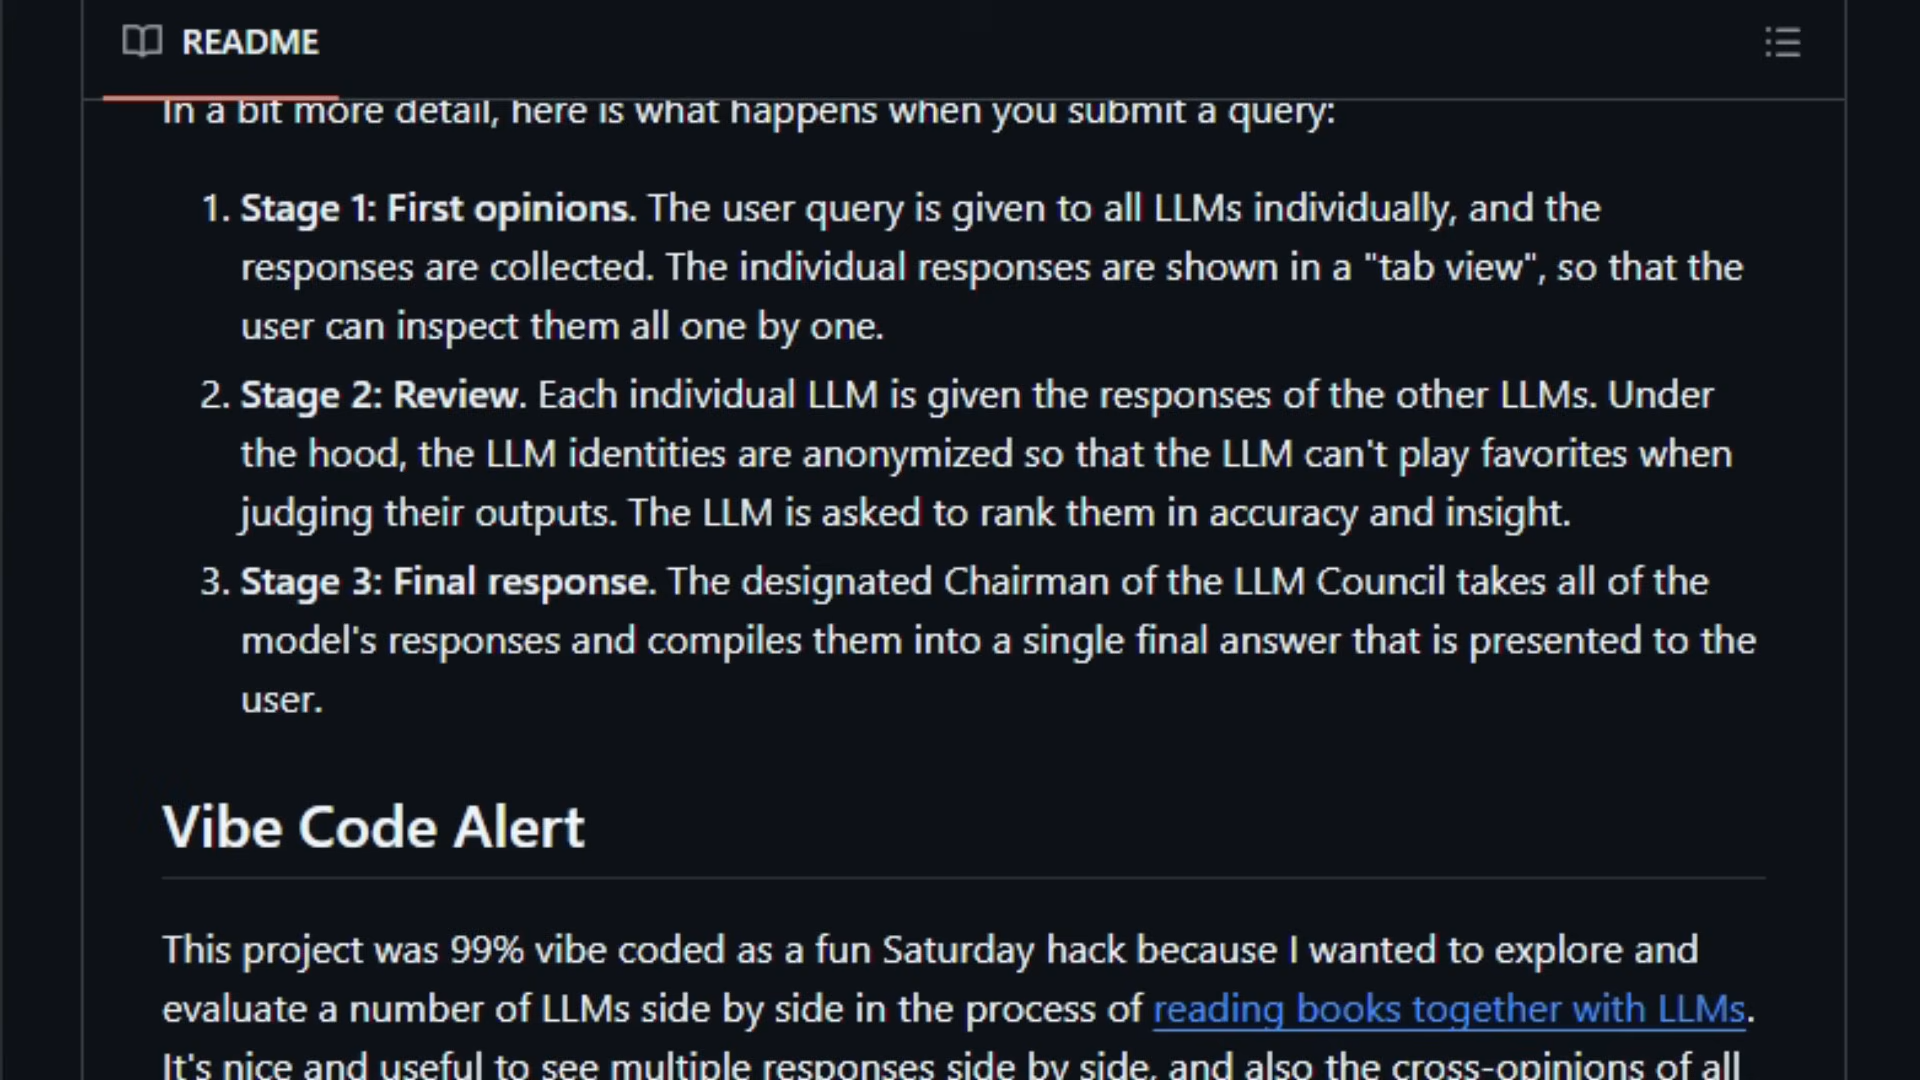 README
In a bit more detail, here is what happens when you submit a query:
1. Stage 1: First opinions. The user query is given to all LLMs individually, and the
responses are collected. The individual responses are shown in a "tab view", so that the
user can inspect them all one by one.
2. Stage 2: Review. Each individual LLM is given the responses of the other LLMs. Under
the hood, the LLM identities are anonymized so that the LLM can't play favorites when
judging their outputs. The LLM is asked to rank them in accuracy and insight.
3. Stage 3: Final response. The designated Chairman of the LLM Council takes all of the
model's responses and compiles them into a single final answer that is presented to the
user.
Vibe Code Alert
This project was 99% vibe coded as a fun Saturday hack because I wanted to explore and
evaluate a number of LLMs side by side in the process of reading books together with LLMs.
It's nice and useful to see multiple responses side by side, and also the cross-opinions of all